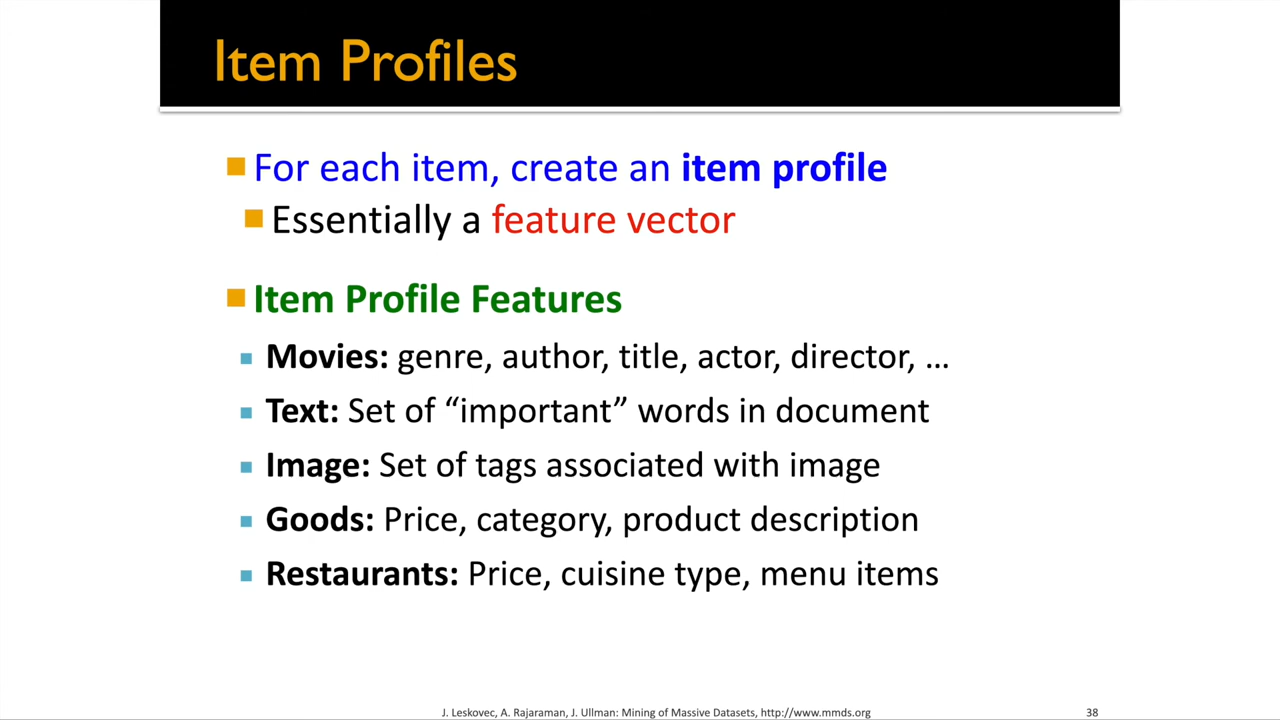 Item Profiles
For each item, create an item profile
Essentially a feature vector
Item Profile Features
Movies: genre, author, title, actor, director, …
Text: Set of “important” words in document
Image: Set of tags associated with image
Goods: Price, category, product description
Restaurants: Price, cuisine type, menu items
J. Leskovec, A. Rajaraman, J. Ullman: Mining of Massive Datasets, http://www.mmds.org 38